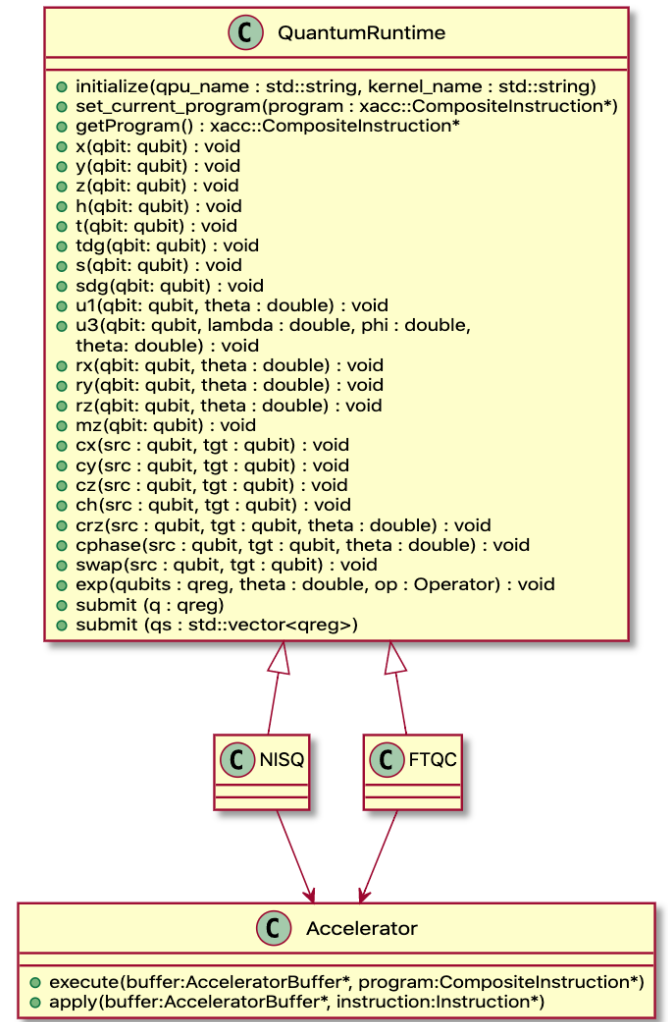 C QuantumRuntime
initialize(qpu_name : std::string, kernel_name : std::string)
set_current_program(program : xacc::CompositeInstruction*)
getProgram() : xacc::CompositeInstruction*
x(qbit: qubit) : void
y(qbit: qubit) : void
z(qbit: qubit) : void
h(qbit: qubit) : void
t(qbit: qubit) : void
tdg(qbit: qubit) : void
s(qbit: qubit) : void
sdg(qbit: qubit) : void
u1(qbit: qubit, theta : double) : void
u3(qbit: qubit, lambda : double, phi : double,
theta: double) : void
rx(qbit: qubit, theta : double) : void
ry(qbit: qubit, theta : double) : void
rz(qbit: qubit, theta : double) : void
mz(qbit: qubit) : void
cx(src : qubit, tgt : qubit) : void
cy(src : qubit, tgt : qubit) : void
cz(src : qubit, tgt : qubit) : void
ch(src : qubit, tgt : qubit) : void
crz(src : qubit, tgt : qubit, theta : double) : void
cphase(src : qubit, tgt : qubit, theta : double) : void
swap(src : qubit, tgt : qubit) : void
exp(qubits : qreg, theta : double, op : Operator) : void
submit (q : qreg)
submit (qs : std::vector<qreg>)
C NISQ
C FTQC
C Accelerator
execute(buffer:AcceleratorBuffer*, program:CompositeInstruction*)
apply(buffer:AcceleratorBuffer*, instruction:Instruction*)